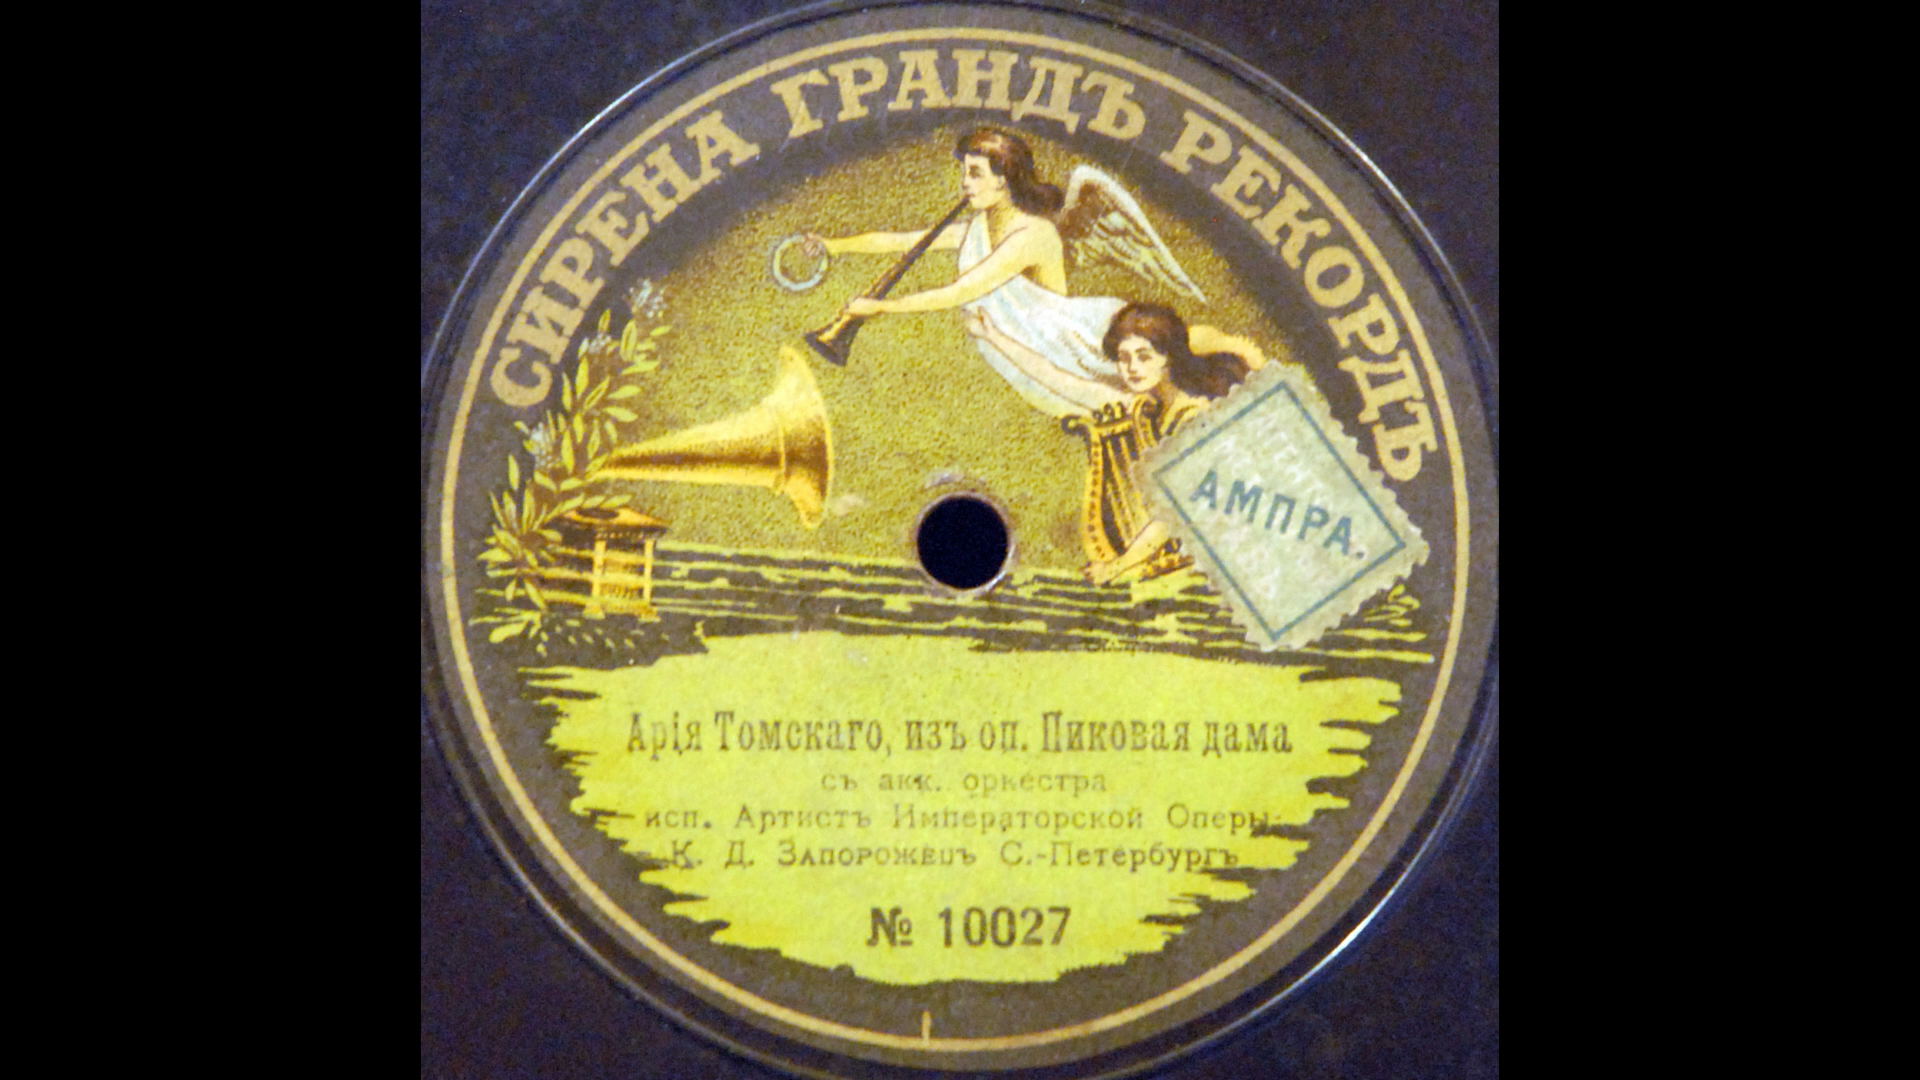 СИРЕНА ГРАНДЪ РЕКОРДЪ
АМПРА.
Арія Томскаго, изъ оп. Пиковая дама
съ акк. оркестра
исп. Артистъ Императорской Оперы
К. Д. Запорожецъ С.-Петербургъ
№ 10027